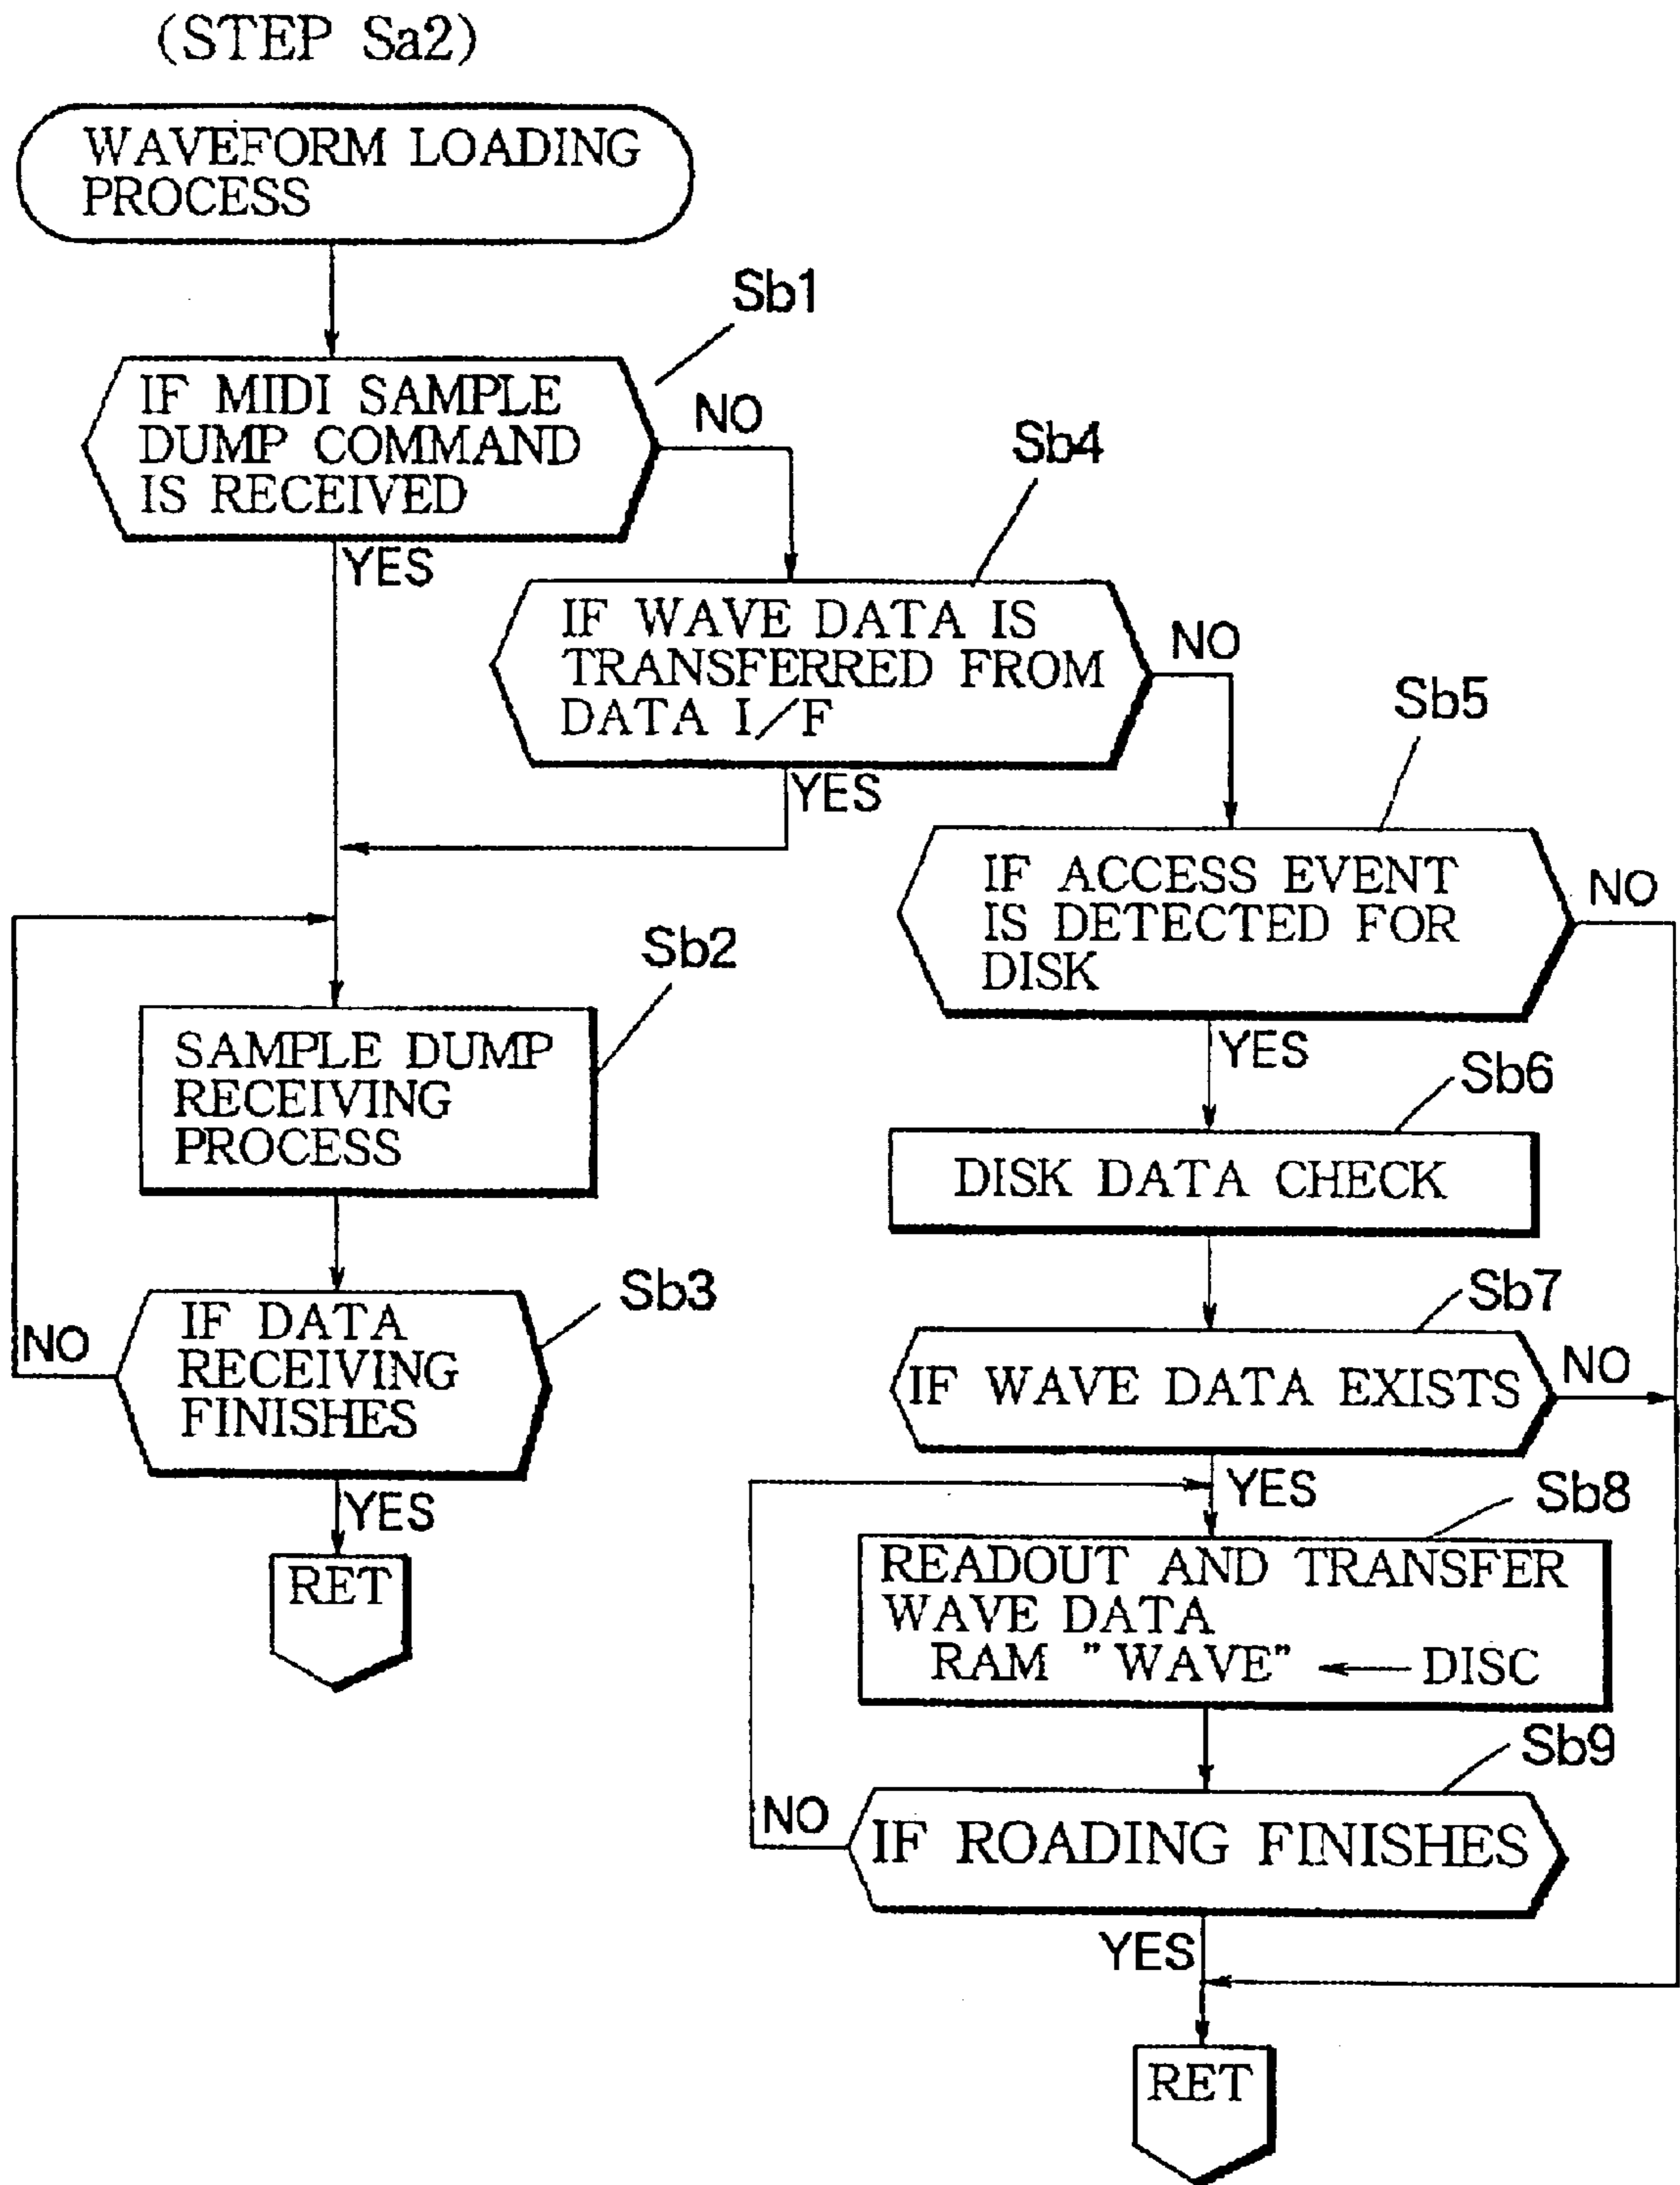 (STEP Sa2)
WAVEFORM LOADING
PROCESS
Sb1
IF MIDI SAMPLE
DUMP COMMAND
IS RECEIVED
NO
YES
Sb4
IF WAVE DATA IS
TRANSFERRED FROM
DATA I/F
NO
YES
Sb5
IF ACCESS EVENT
IS DETECTED FOR
DISK
NO
YES
Sb2
SAMPLE DUMP
RECEIVING
PROCESS
Sb6
DISK DATA CHECK
Sb3
IF DATA
RECEIVING
FINISHES
NO
YES
RET
Sb7
IF WAVE DATA EXISTS
NO
YES
Sb8
READOUT AND TRANSFER
WAVE DATA
RAM "WAVE" ← DISC
Sb9
IF ROADING FINISHES
NO
YES
RET